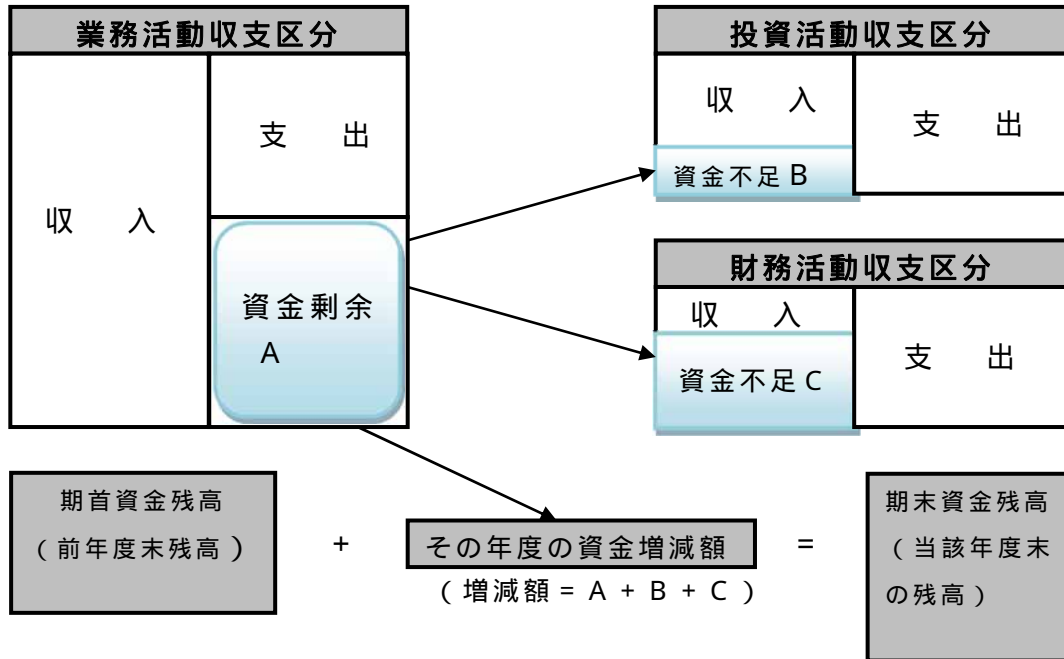 業務活動収支区分
収入
支出
資金剰余
A
投資活動収支区分
収入
資金不足B
支出
財務活動収支区分
収入
資金不足C
支出
期首資金残高
(前年度末残高)
+
その年度の資金増減額
(増減額=A+B+C)
=
期末資金残高
(当該年度末
の残高)